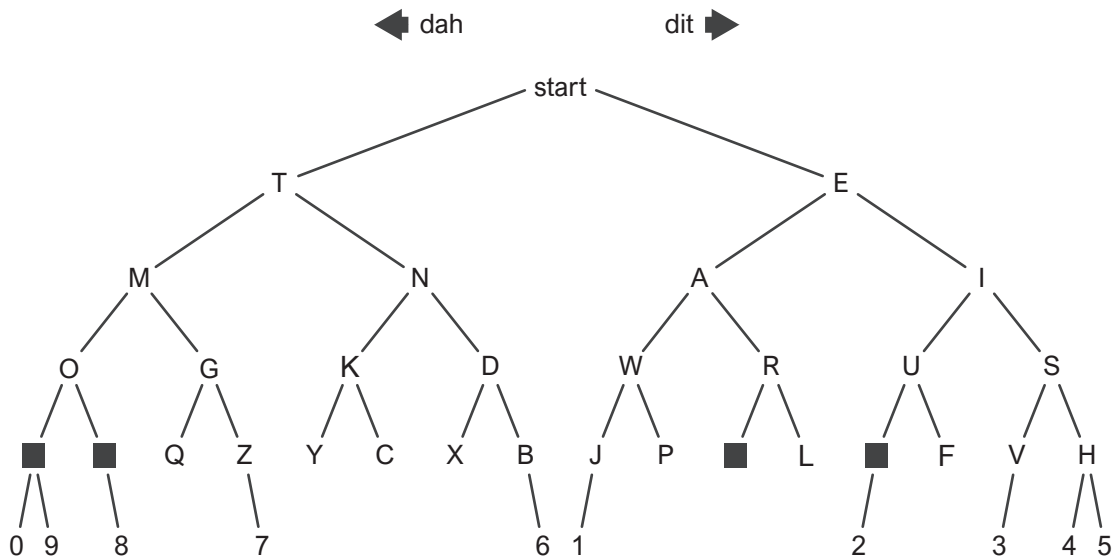 dah dit
start
T E
M N A I
O G K D W R U S
Q Z Y C X B J P L F V H
0 9 8 7 6 1 2 3 4 5